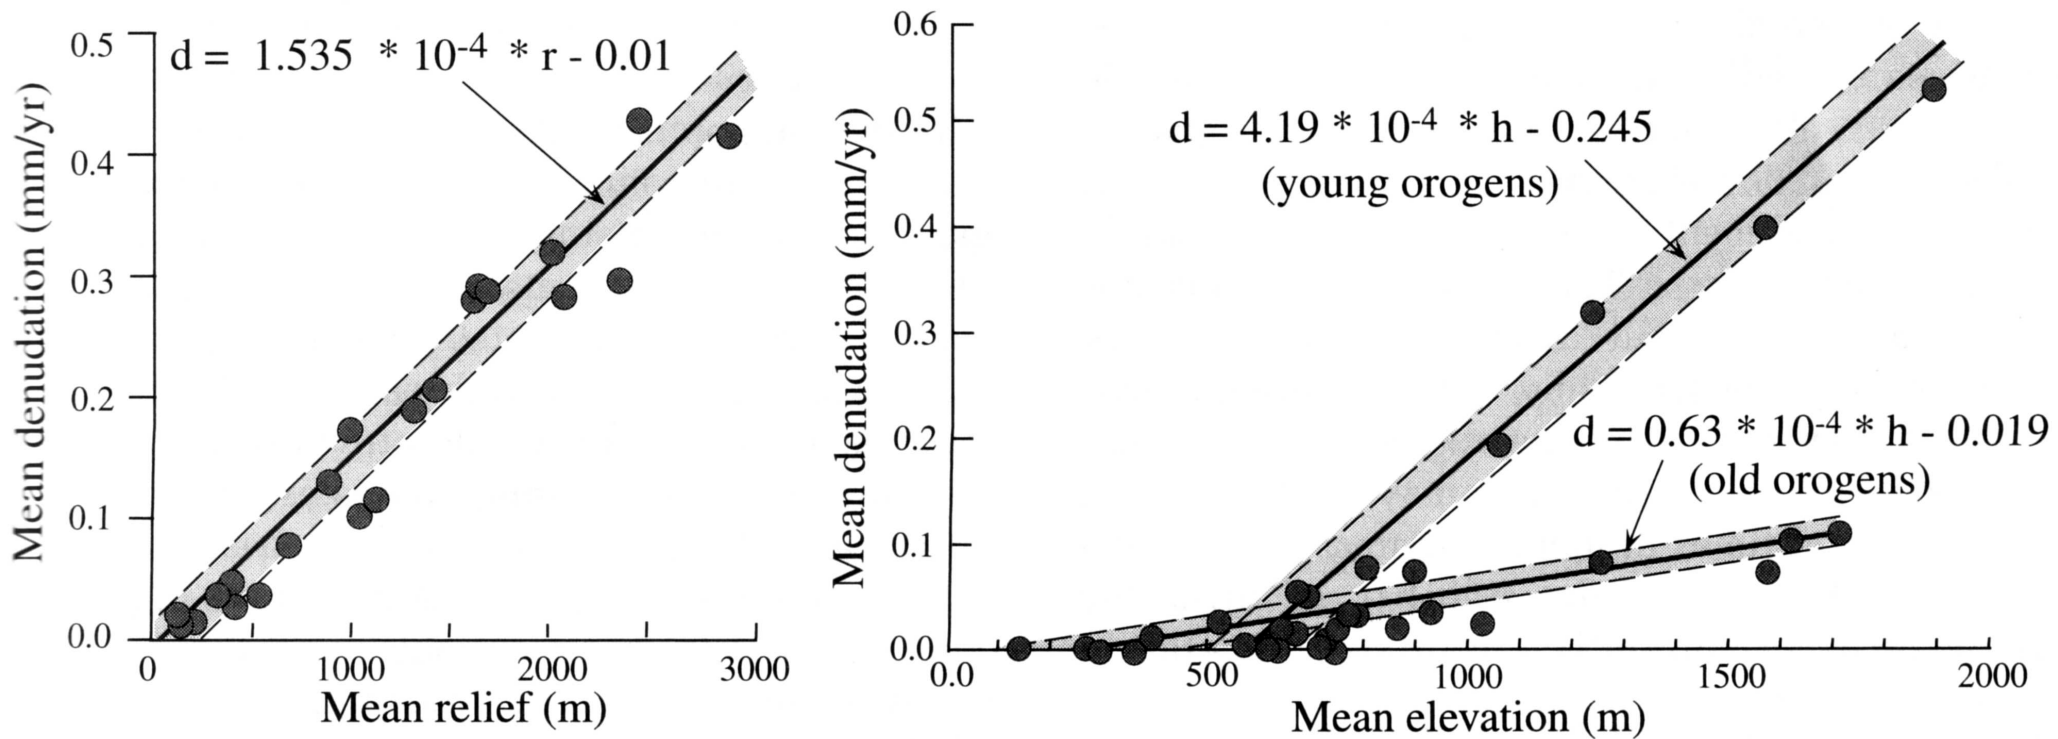 0.5
0.4
0.3
0.2
0.1
0.0
Mean denudation (mm/yr)
d = 1.535 * 10-4 * r - 0.01
0 1000 2000 3000
Mean relief (m)
0.6
0.5
0.4
0.3
0.2
0.1
0.0
Mean denudation (mm/yr)
d = 4.19 * 10-4 * h - 0.245
(young orogens)
d = 0.63 * 10-4 * h - 0.019
(old orogens)
0.0 500 1000 1500 2000
Mean elevation (m)